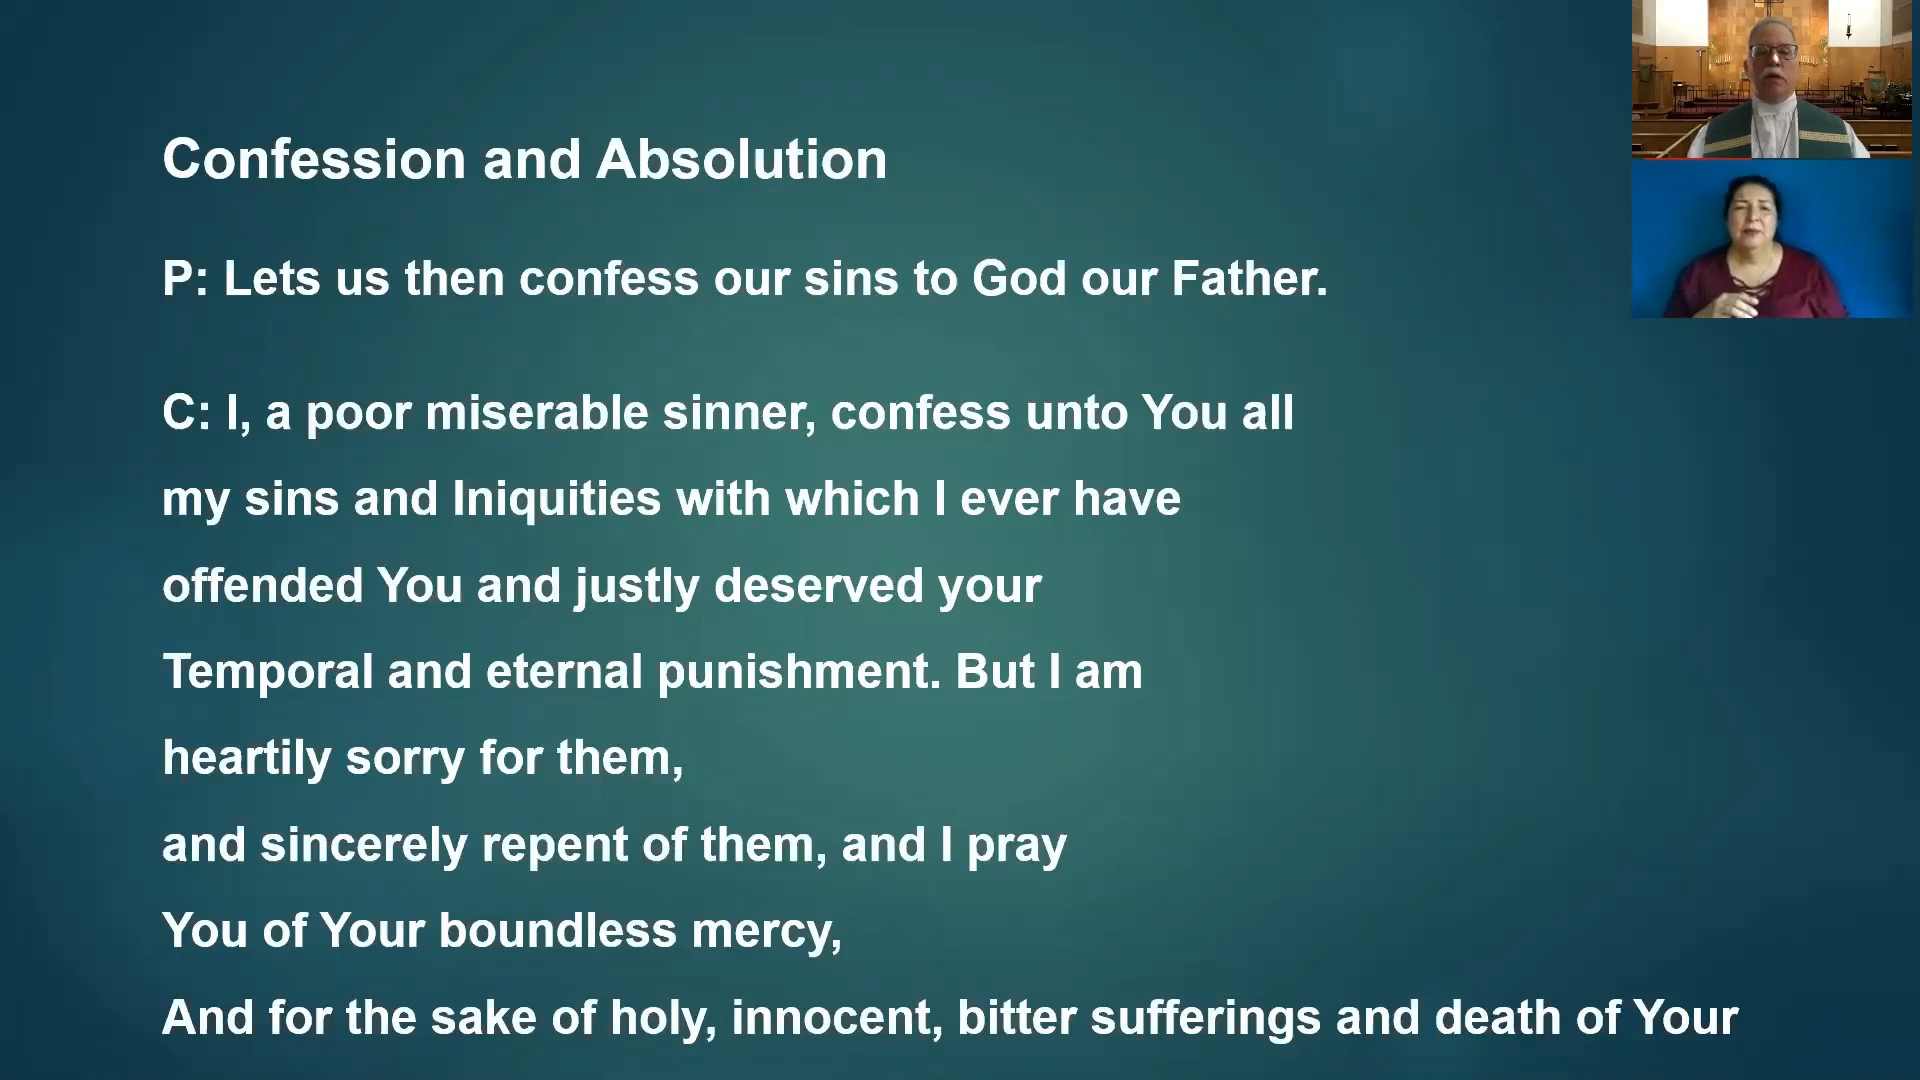 Confession and Absolution
P: Lets us then confess our sins to God our Father.
C: I, a poor miserable sinner, confess unto You all
my sins and Iniquities with which I ever have
offended You and justly deserved your
Temporal and eternal punishment. But I am
heartily sorry for them,
and sincerely repent of them, and I pray
You of Your boundless mercy,
And for the sake of holy, innocent, bitter sufferings and death of Your